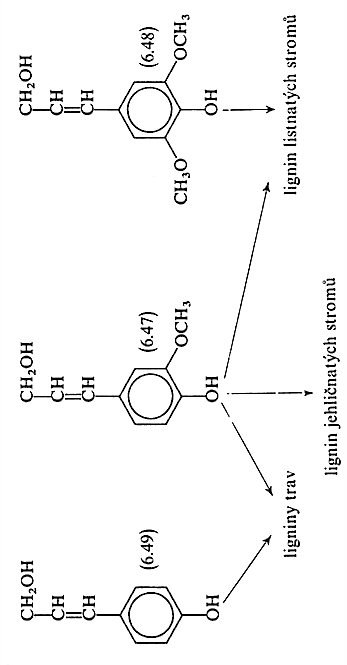 CH₂OH CH₂OH CH₂OH
CH CH CH
CH CH CH
(6.49) (6.47) (6.48)
OCH₃ CH₃O OCH₃
OH OH OH
ligniny trav lignin listnatých stromů
lignin jehličnatých stromů